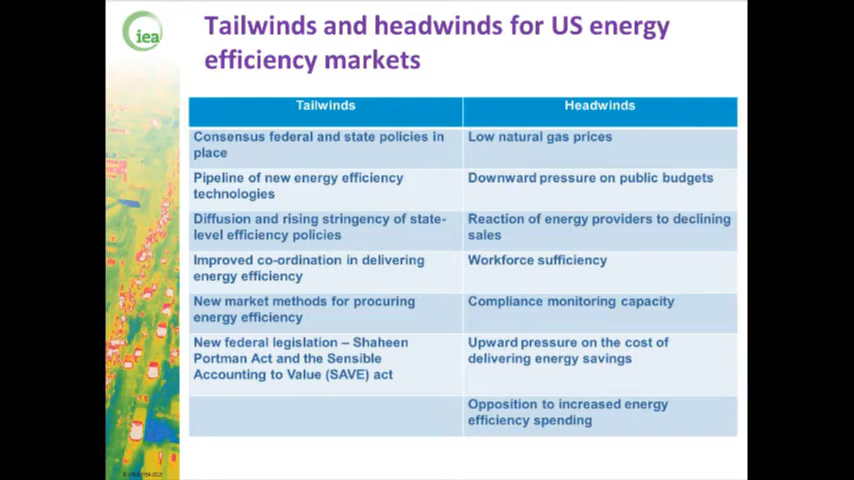 iea
Tailwinds and headwinds for US energy
efficiency markets
Tailwinds
Headwinds
Consensus federal and state policies in
place
Low natural gas prices
Pipeline of new energy efficiency
technologies
Downward pressure on public budgets
Diffusion and rising stringency of state-
level efficiency policies
Reaction of energy providers to declining
sales
Improved co-ordination in delivering
energy efficiency
Workforce sufficiency
New market methods for procuring
energy efficiency
Compliance monitoring capacity
New federal legislation – Shaheen
Portman Act and the Sensible
Accounting to Value (SAVE) act
Upward pressure on the cost of
delivering energy savings
Opposition to increased energy
efficiency spending